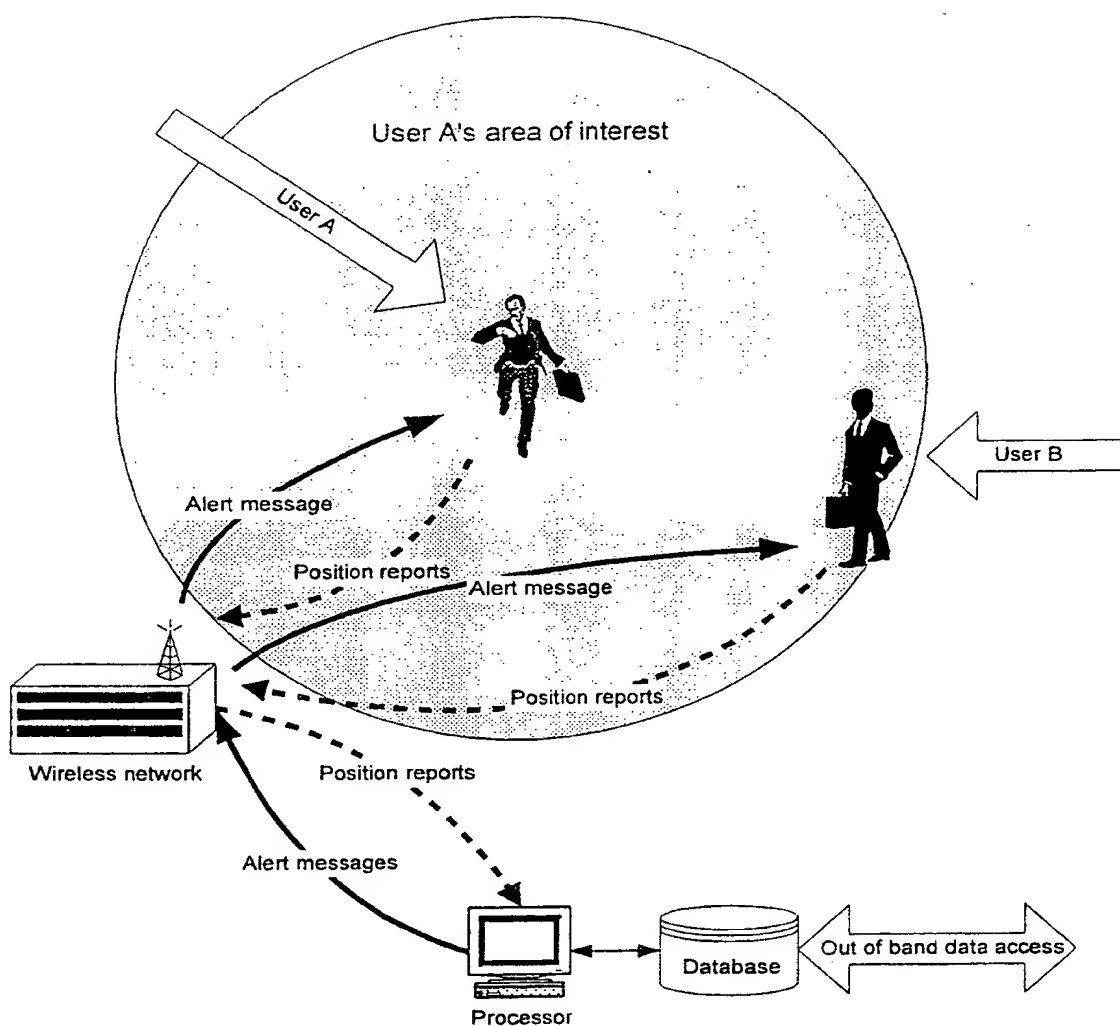 User A's area of interest
User A
User B
Alert message
Position reports
Alert message
Position reports
Wireless network
Position reports
Alert messages
Out of band data access
Database
Processor